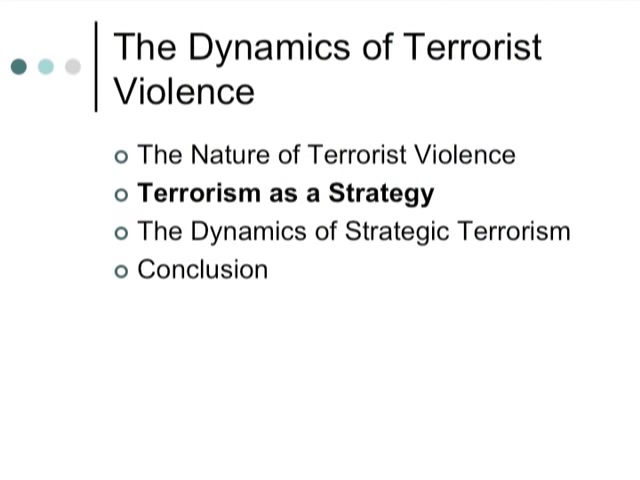 The Dynamics of Terrorist
Violence
The Nature of Terrorist Violence
Terrorism as a Strategy
The Dynamics of Strategic Terrorism
Conclusion